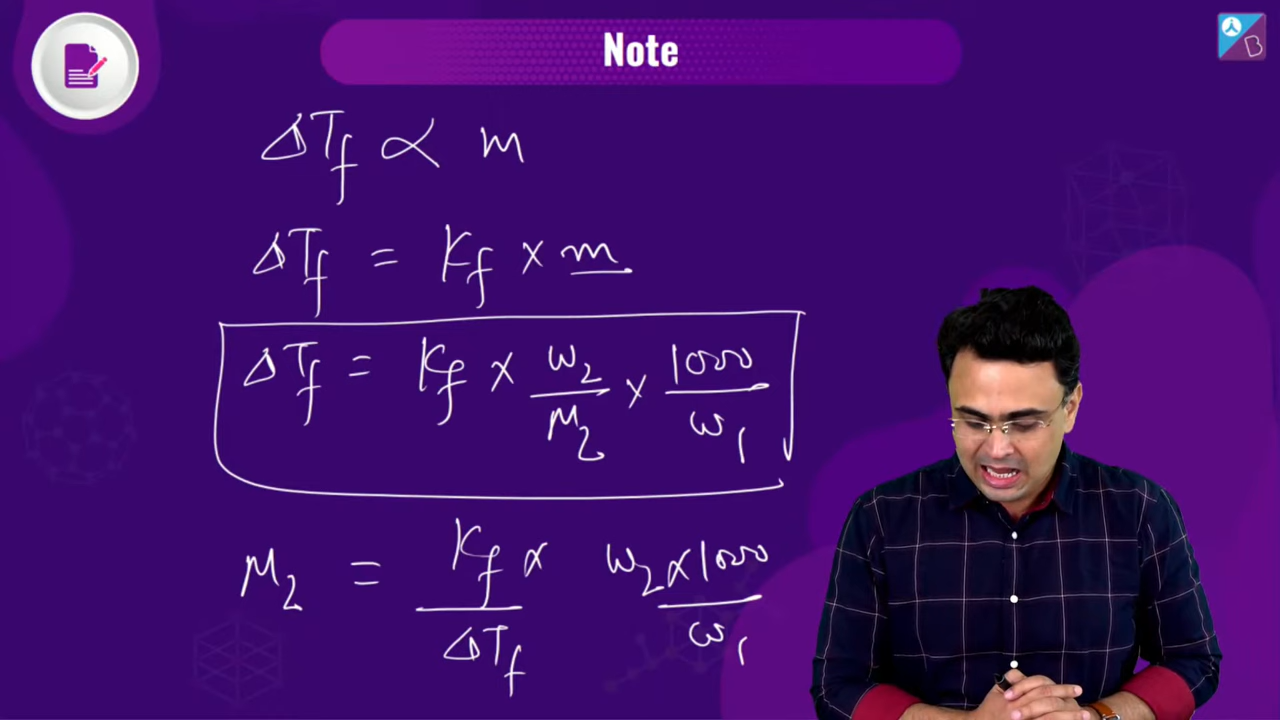 Note
ΔTf ∝ m
ΔTf = Kf × m
ΔTf = Kf × w2/M2 × 1000/w1
M2 = Kf ×/ΔTf w2 × 1000/w1
B